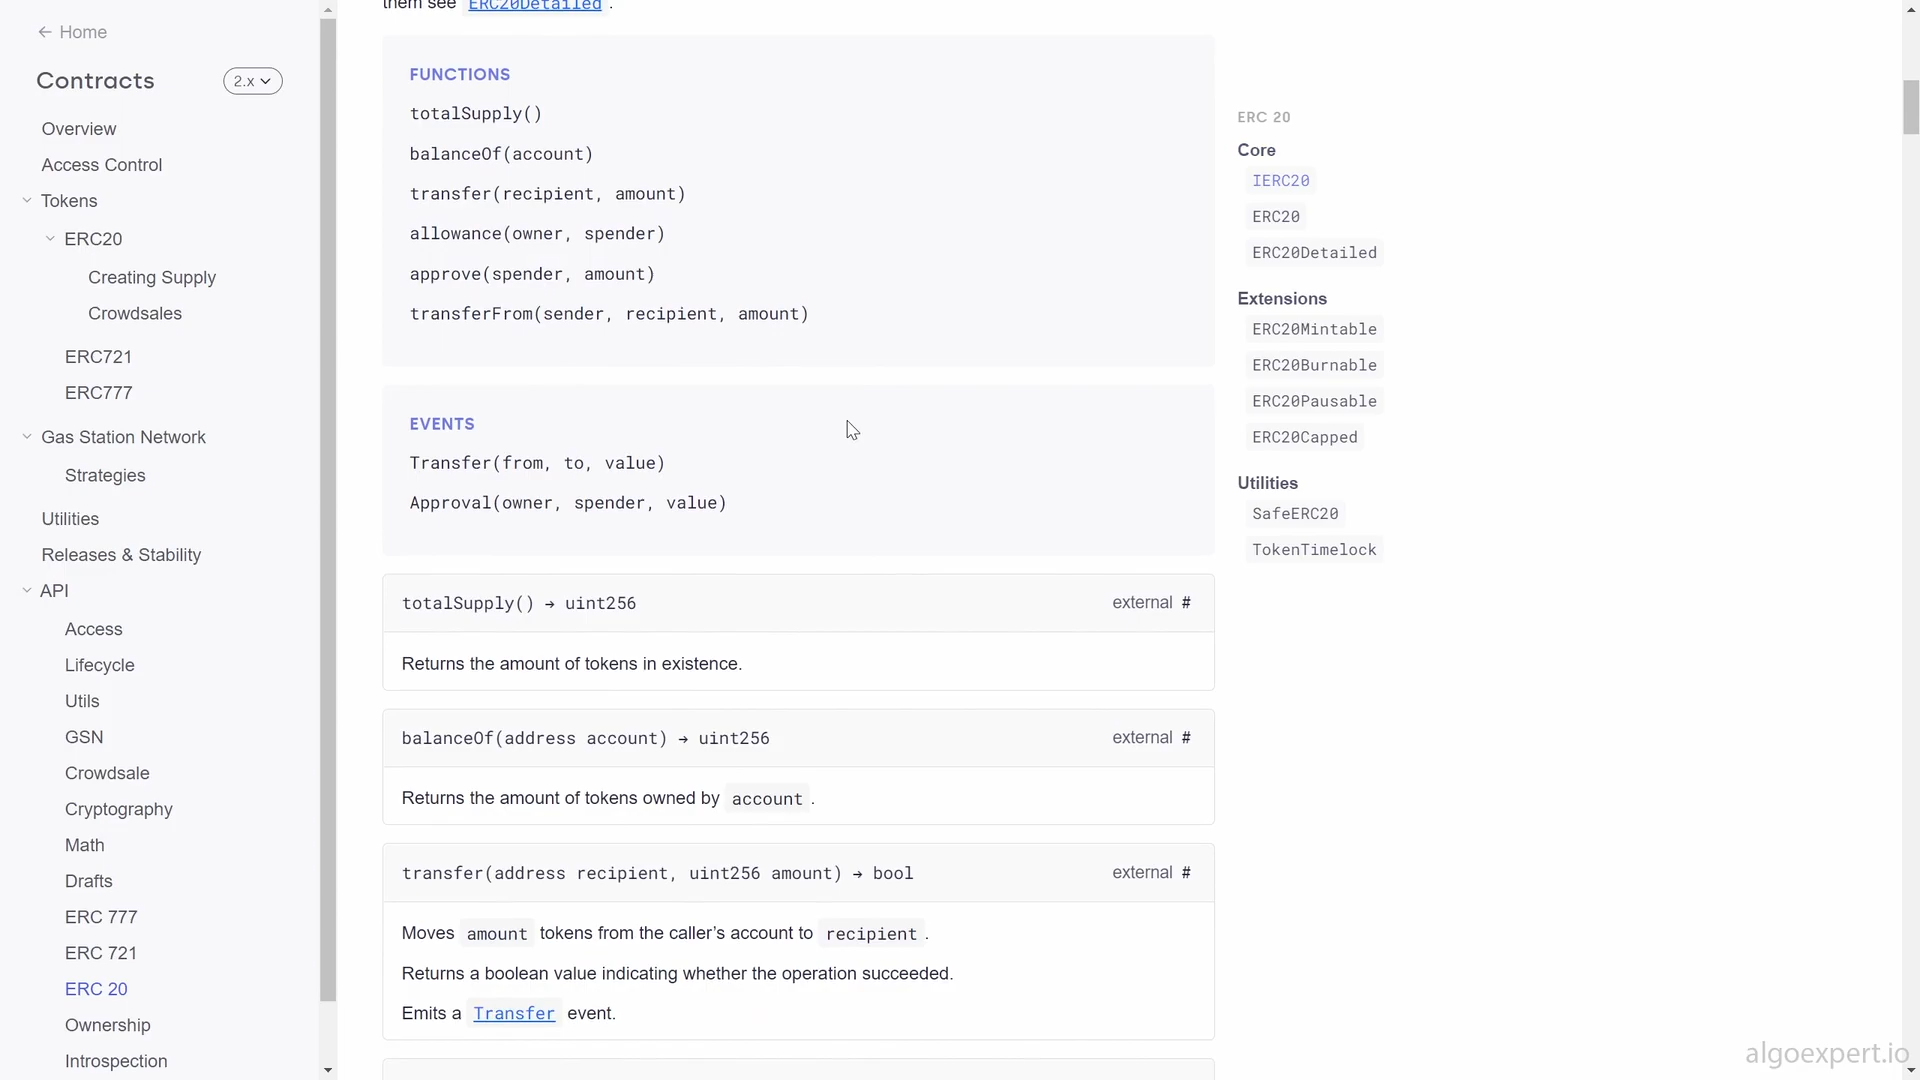 Home
Contracts
2.x
Overview
Access Control
Tokens
ERC20
Creating Supply
Crowdsales
ERC721
ERC777
Gas Station Network
Strategies
Utilities
Releases & Stability
API
Access
Lifecycle
Utils
GSN
Crowdsale
Cryptography
Math
Drafts
ERC 777
ERC 721
ERC 20
Ownership
Introspection
them see ERC20Detailed .
FUNCTIONS
totalSupply()
balanceOf(account)
transfer(recipient, amount)
allowance(owner, spender)
approve(spender, amount)
transferFrom(sender, recipient, amount)
EVENTS
Transfer(from, to, value)
Approval(owner, spender, value)
totalSupply() → uint256 external #
Returns the amount of tokens in existence.
balanceOf(address account) → uint256 external #
Returns the amount of tokens owned by account .
transfer(address recipient, uint256 amount) → bool external #
Moves amount tokens from the caller’s account to recipient .
Returns a boolean value indicating whether the operation succeeded.
Emits a Transfer event.
ERC 20
Core
IERC20
ERC20
ERC20Detailed
Extensions
ERC20Mintable
ERC20Burnable
ERC20Pausable
ERC20Capped
Utilities
SafeERC20
TokenTimelock
algoexpert.io